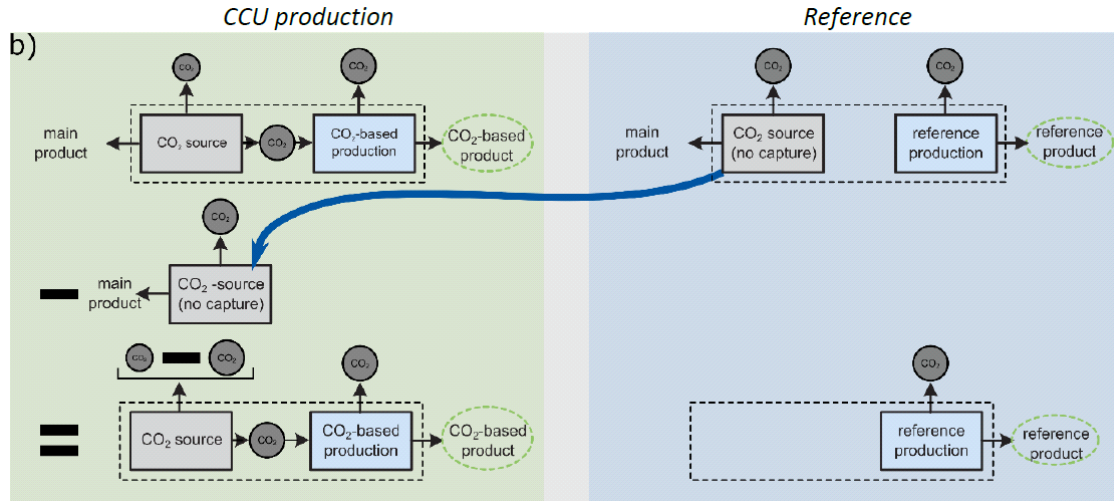 CCU production
Reference
b)
CO₂
CO₂
CO₂
CO₂
main
product
CO₂ source
CO₂
CO₂-based
production
CO₂-based
product
main
product
CO₂ source
(no capture)
reference
production
reference
product
CO₂
main
product
CO₂ -source
(no capture)
CO₂
CO₂
CO₂
CO₂
CO₂ source
CO₂
CO₂-based
production
CO₂-based
product
reference
production
reference
product